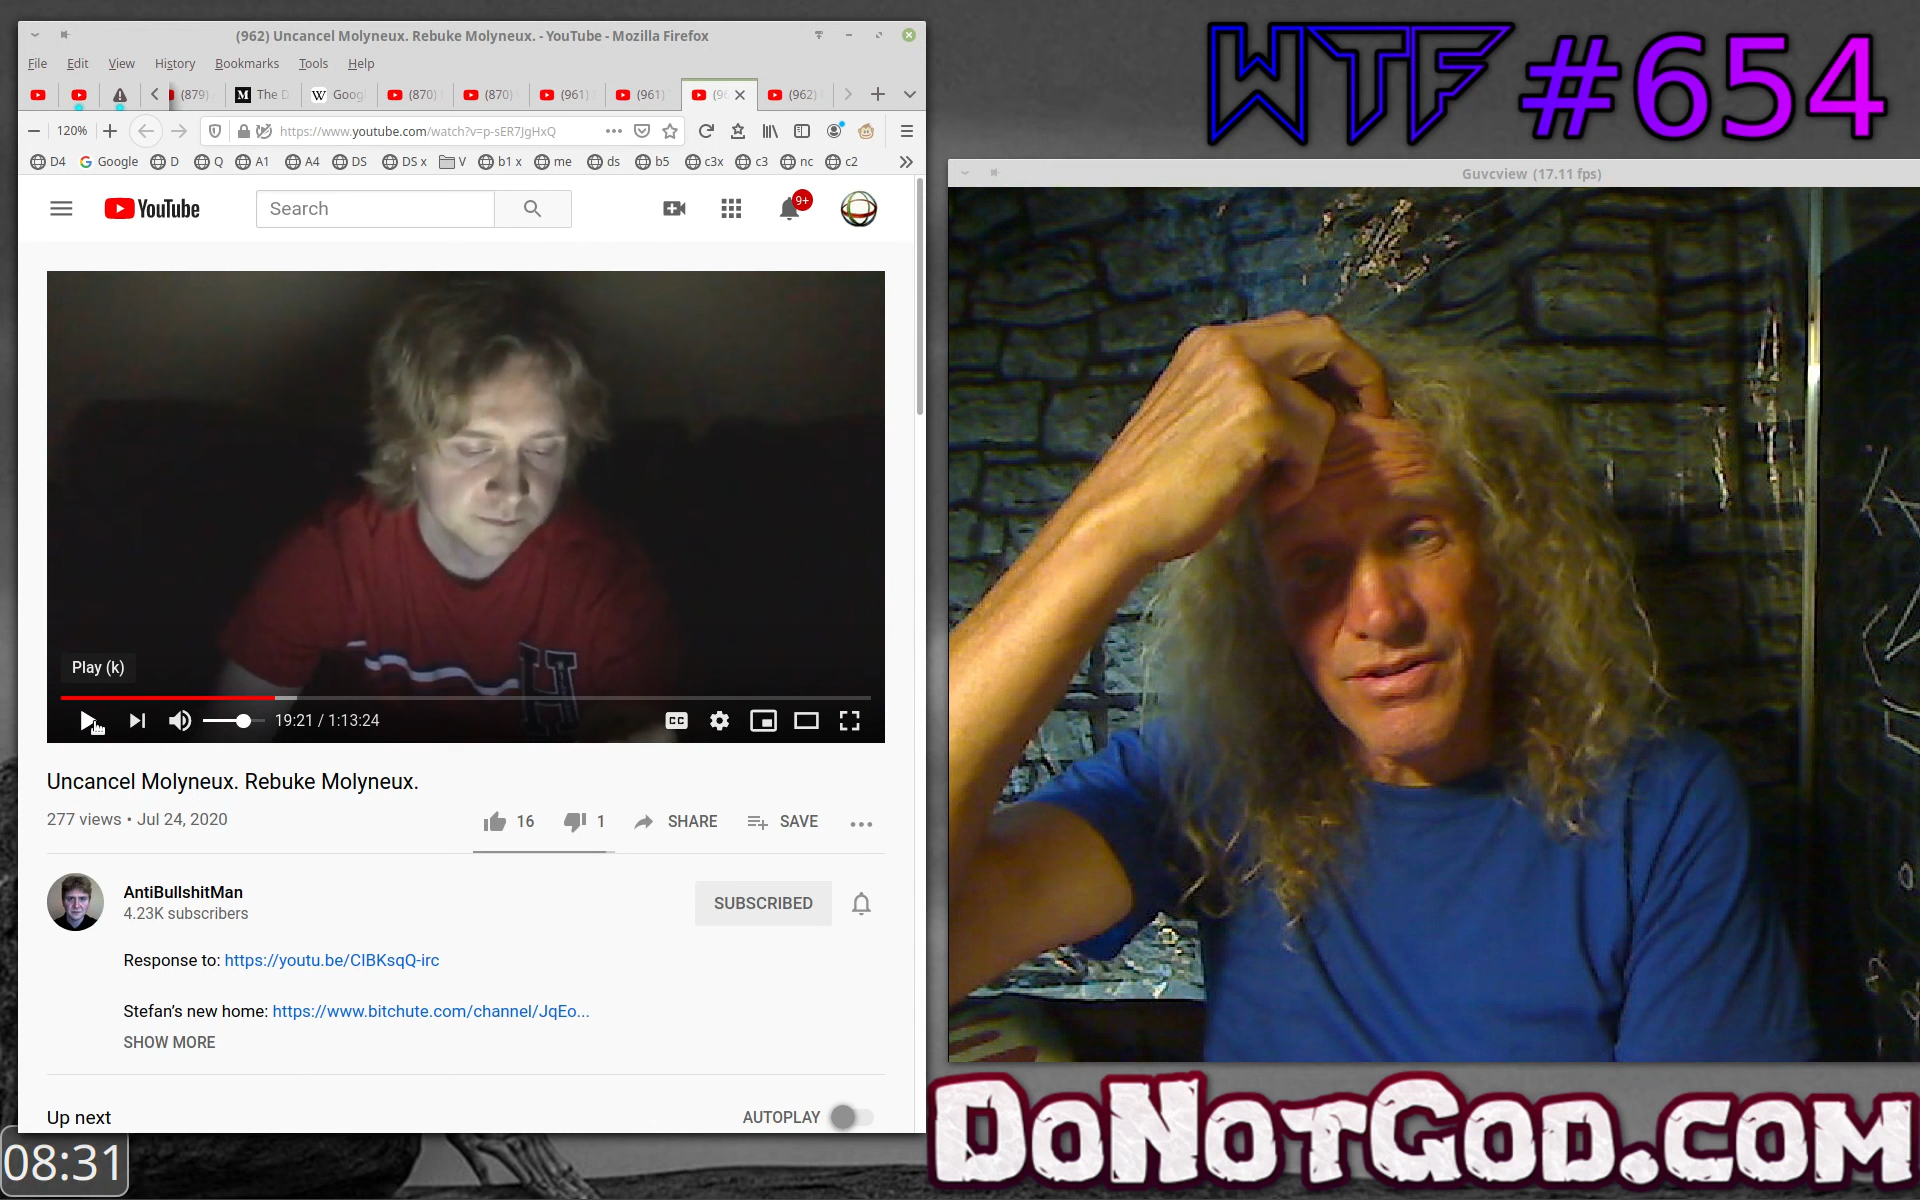 (962) Uncancel Molyneux. Rebuke Molyneux. - YouTube - Mozilla Firefox
File Edit View History Bookmarks Tools Help
(879) M The D W Goog (870) (870) (961) (961) (96 (962)
120% https://www.youtube.com/watch?v=p-sER7JgHxQ
D4 Google D Q A1 A4 DS DS x V b1 x me ds b5 c3x c3 nc c2
YouTube Search 9+
H
Play (k)
19:21 / 1:13:24 CC
Uncancel Molyneux. Rebuke Molyneux.
277 views • Jul 24, 2020 16 1 SHARE SAVE
AntiBullshitMan
4.23K subscribers
SUBSCRIBED
Response to: https://youtu.be/CIBKsqQ-irc
Stefan's new home: https://www.bitchute.com/channel/JqEo...
SHOW MORE
Up next AUTOPLAY
08:31
WTF #654
Guvcview (17.11 fps)
DoNotGod.com